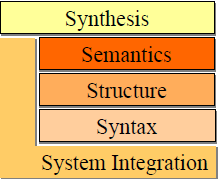 Synthesis
Semantics
Structure
Syntax
System Integration